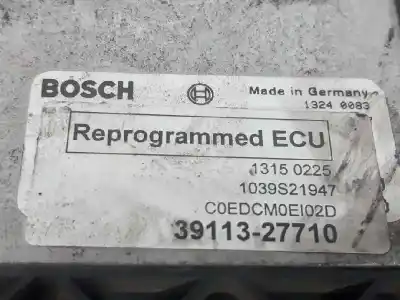 BOSCH
Made in Germany
1324 0083
Reprogrammed ECU
1315 0225
1039S21947
C0EDCM0EI02D
39113-27710